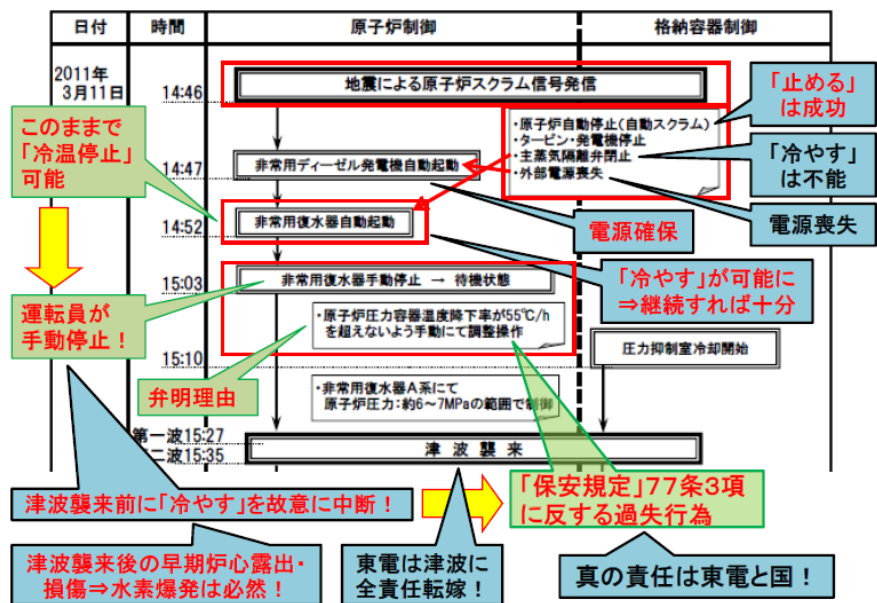 日付 時間 原子炉制御 格納容器制御
2011年
3月11日
14:46
地震による原子炉スクラム信号発信
「止める」
は成功
・原子炉自動停止(自動スクラム)
・タービン・発電機停止
・主蒸気隔離弁閉止
・外部電源喪失
このままで
「冷温停止」
可能
「冷やす」
は不能
14:47
非常用ディーゼル発電機自動起動
電源喪失
電源確保
14:52
非常用復水器自動起動
「冷やす」が可能に
⇒継続すれば十分
15:03
非常用復水器手動停止 → 待機状態
運転員が
手動停止!
・原子炉圧力容器温度降下率が55℃/h
を超えないよう手動にて調整操作
15:10
圧力抑制室冷却開始
弁明理由
・非常用復水器A系にて
原子炉圧力:約6~7MPaの範囲で制御
第一波15:27
二波15:35
津波襲来
津波襲来前に「冷やす」を故意に中断!
「保安規定」77条3項
に反する過失行為
津波襲来後の早期炉心露出・
損傷⇒水素爆発は必然!
東電は津波に
全責任転嫁!
真の責任は東電と国!